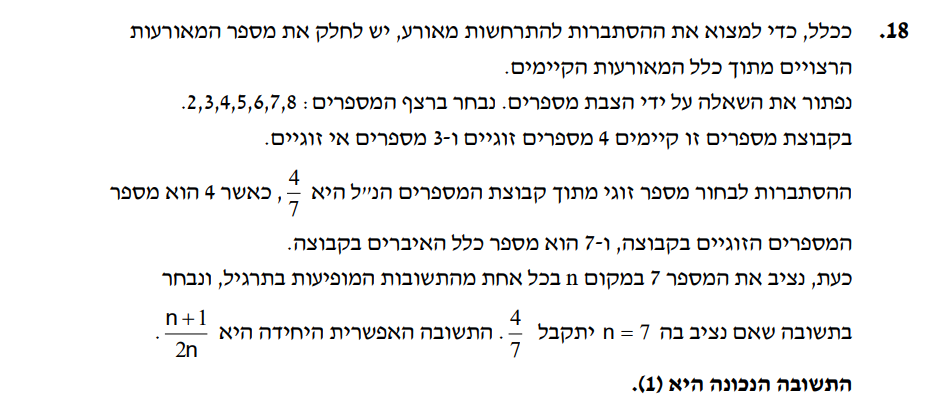 18. ככלל, כדי למצוא את ההסתברות להתרחשות מאורע, יש לחלק את מספר המאורעות
הרצויים מתוך כלל המאורעות הקיימים.
נפתור את השאלה על ידי הצבת מספרים. נבחר ברצף המספרים: 2,3,4,5,6,7,8.
בקבוצת מספרים זו קיימים 4 מספרים זוגיים ו-3 מספרים אי זוגיים.
ההסתברות לבחור מספר זוגי מתוך קבוצת המספרים הנ״ל היא 4/7, כאשר 4 הוא מספר
המספרים הזוגיים בקבוצה, ו-7 הוא מספר כלל האיברים בקבוצה.
כעת, נציב את המספר 7 במקום n בכל אחת מהתשובות המופיעות בתרגיל, ונבחר
בתשובה שאם נציב בה n = 7 יתקבל 4/7. התשובה האפשרית היחידה היא (n+1)/2n.
התשובה הנכונה היא (1).